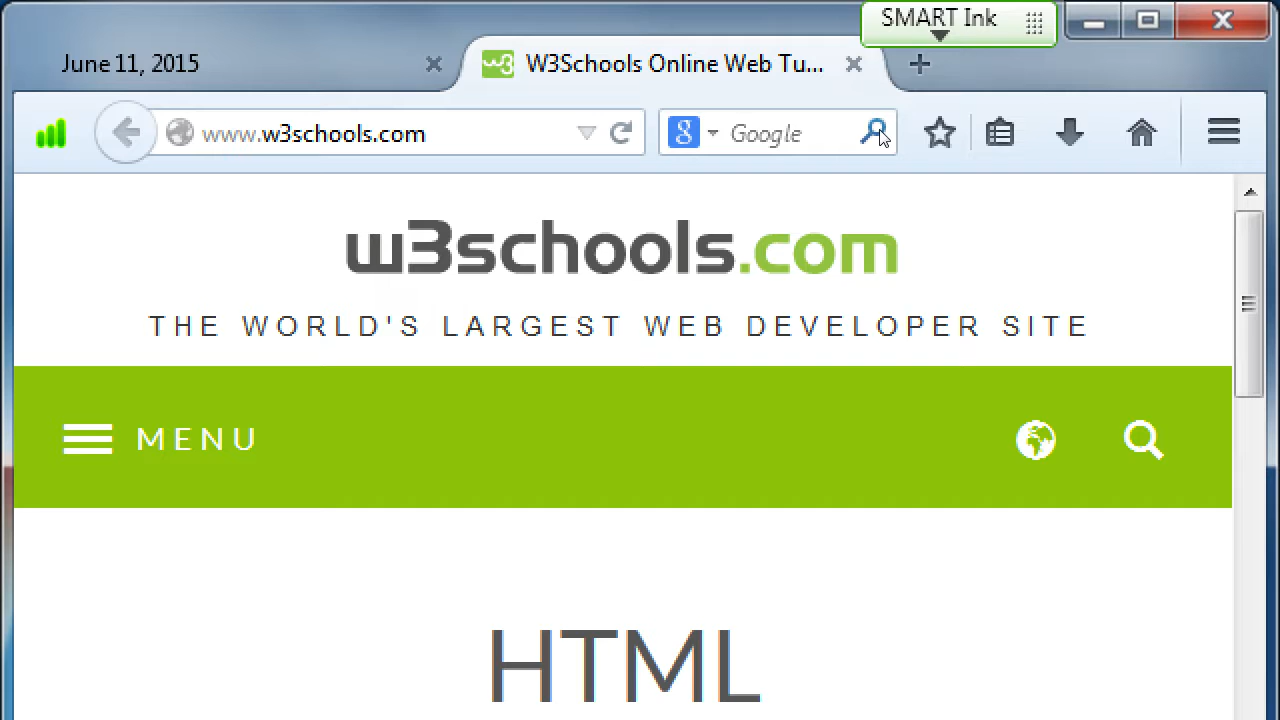 SMART Ink
June 11, 2015
W3Schools Online Web Tu...
www.w3schools.com
Google
w3schools.com
THE WORLD'S LARGEST WEB DEVELOPER SITE
MENU
HTML